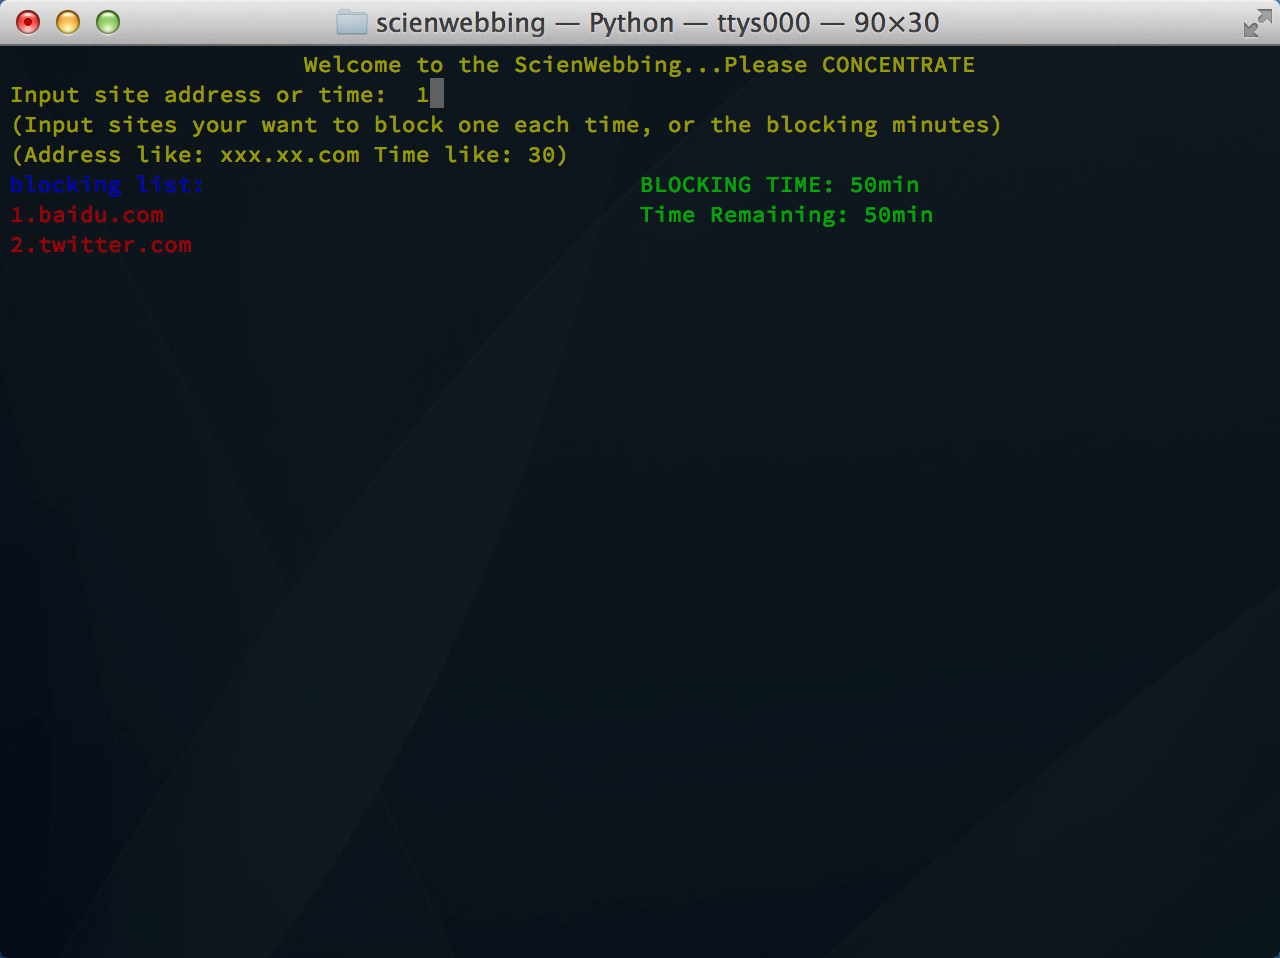 scienwebbing — Python — ttys000 — 90×30
Welcome to the ScienWebbing...Please CONCENTRATE
Input site address or time:  1
(Input sites your want to block one each time, or the blocking minutes)
(Address like: xxx.xx.com Time like: 30)
blocking list: BLOCKING TIME: 50min
1.baidu.com Time Remaining: 50min
2.twitter.com